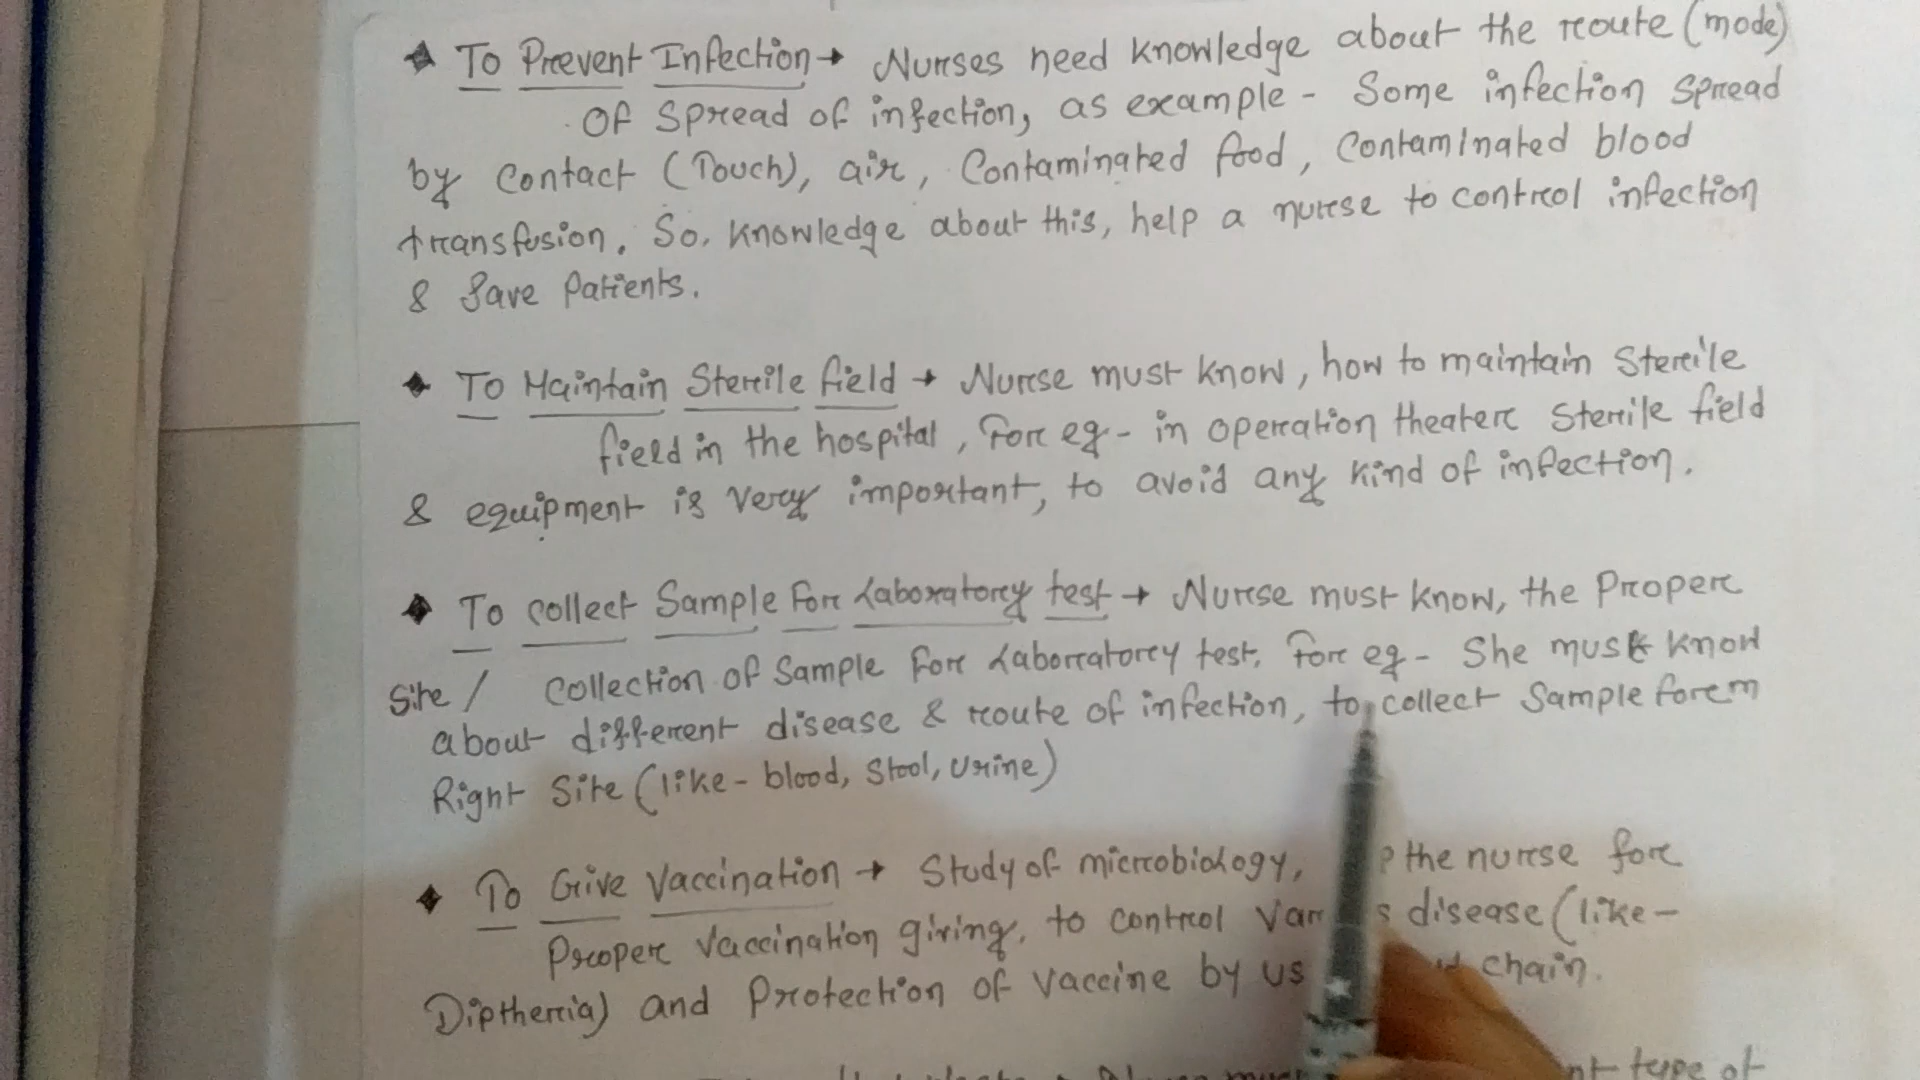 To Prevent Infection → Nurses need knowledge about the route (mode)
of spread of infection, as example - Some infection spread
by contact (Touch), air, Contaminated food, Contaminated blood
transfusion. So, knowledge about this, help a nurse to control infection
& Save patients.
To Maintain Sterile field → Nurse must know, how to maintain Sterile
field in the hospital, For eg - in operation theater Sterile field
& equipment is very important, to avoid any kind of infection.
To collect Sample For Laboratory test → Nurse must know, the Proper
Site / Collection of Sample For Laboratory test. For eg - She must know
about different disease & route of infection, to collect Sample form
Right Site (like - blood, Stool, Urine)
To Give Vaccination → Study of microbiology, the nurse for
Proper Vaccination giving, to control disease (like -
Diptheria) and Protection of Vaccine by chain.
type of